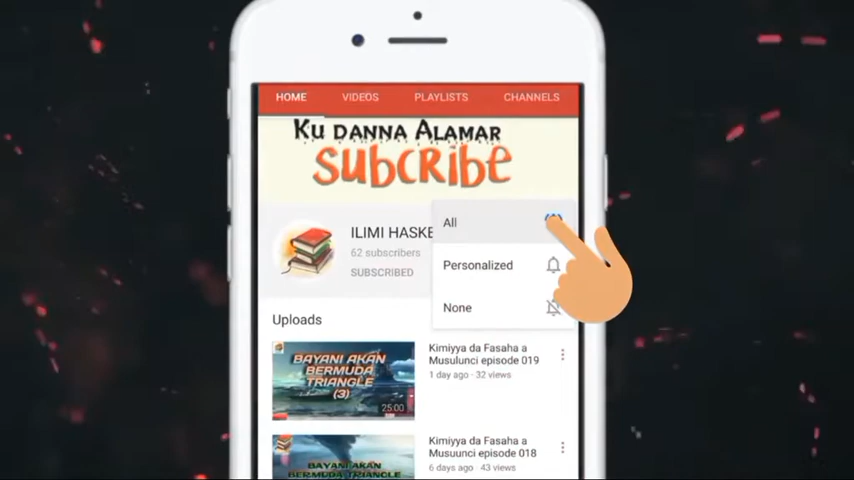 HOME VIDEOS PLAYLISTS CHANNELS
KU DANNA ALAMAR
SUBCRIBE
ILIMI HASKE
62 subscribers
SUBSCRIBED
All
Personalized
None
Uploads
BAYANI AKAN
BERMUDA
TRIANGLE
(3)
25:00
Kimiyya da Fasaha a
Musulunci episode 019
1 day ago · 32 views
BAYANI AKAN
BERMUDA TRIANGLE
Kimiyya da Fasaha a
Musuunci episode 018
6 days ago · 43 views